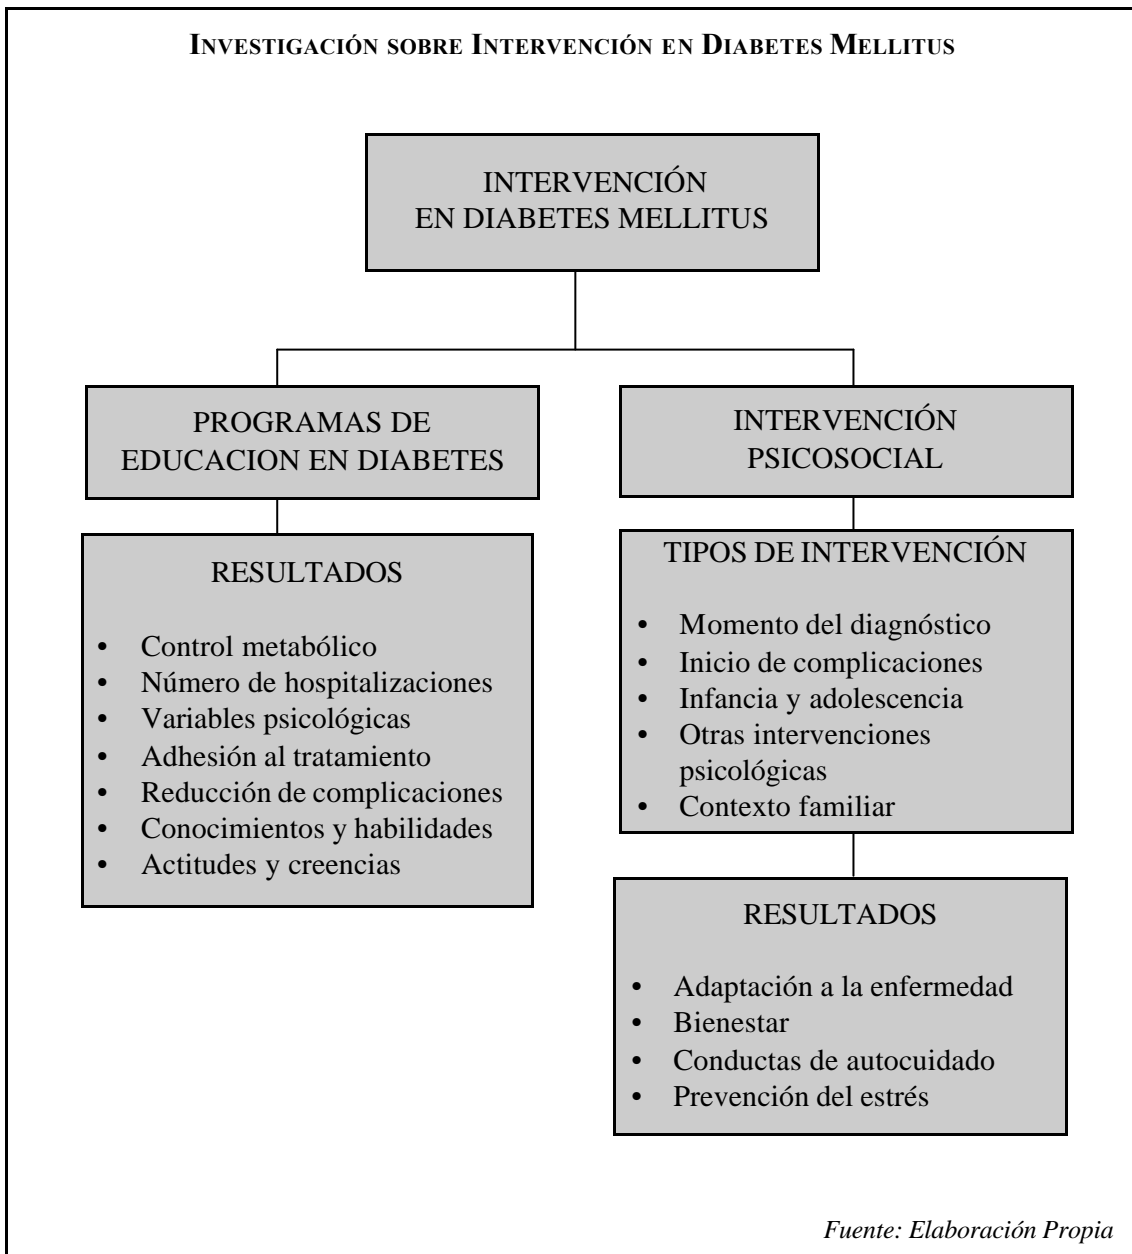 INVESTIGACIÓN SOBRE INTERVENCIÓN EN DIABETES MELLITUS
INTERVENCIÓN
EN DIABETES MELLITUS
PROGRAMAS DE
EDUCACION EN DIABETES
RESULTADOS
• Control metabólico
• Número de hospitalizaciones
• Variables psicológicas
• Adhesión al tratamiento
• Reducción de complicaciones
• Conocimientos y habilidades
• Actitudes y creencias
INTERVENCIÓN
PSICOSOCIAL
TIPOS DE INTERVENCIÓN
• Momento del diagnóstico
• Inicio de complicaciones
• Infancia y adolescencia
• Otras intervenciones
psicológicas
• Contexto familiar
RESULTADOS
• Adaptación a la enfermedad
• Bienestar
• Conductas de autocuidado
• Prevención del estrés
Fuente: Elaboración Propia